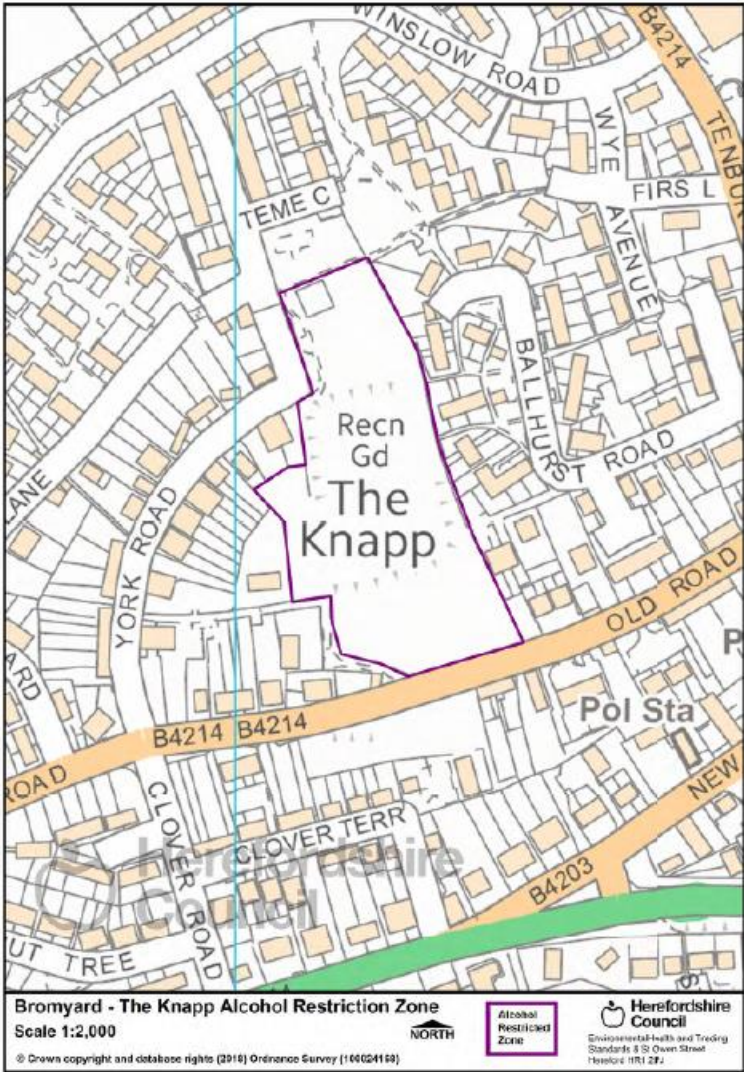 WINSLOW ROAD
B4214
TENBUR
WYE
AVENUE
FIRS L
TEME C
BALLHURST ROAD
Recn
Gd
The
Knapp
LANE
YORK ROAD
OLD ROAD
P
ARD
Pol Sta
B4214 B4214
ROAD
NEW
CLOVER ROAD
CLOVER TERR
Herefordshire
Council
B4203
UT TREE
S
Bromyard - The Knapp Alcohol Restriction Zone
Scale 1:2,000
NORTH
© Crown copyright and database rights (2018) Ordnance Survey (100024168)
Alcohol
Restricted
Zone
Herefordshire
Council
Environmental Health and Trading
Standards 8 St Owen Street
Hereford HR1 2PJ